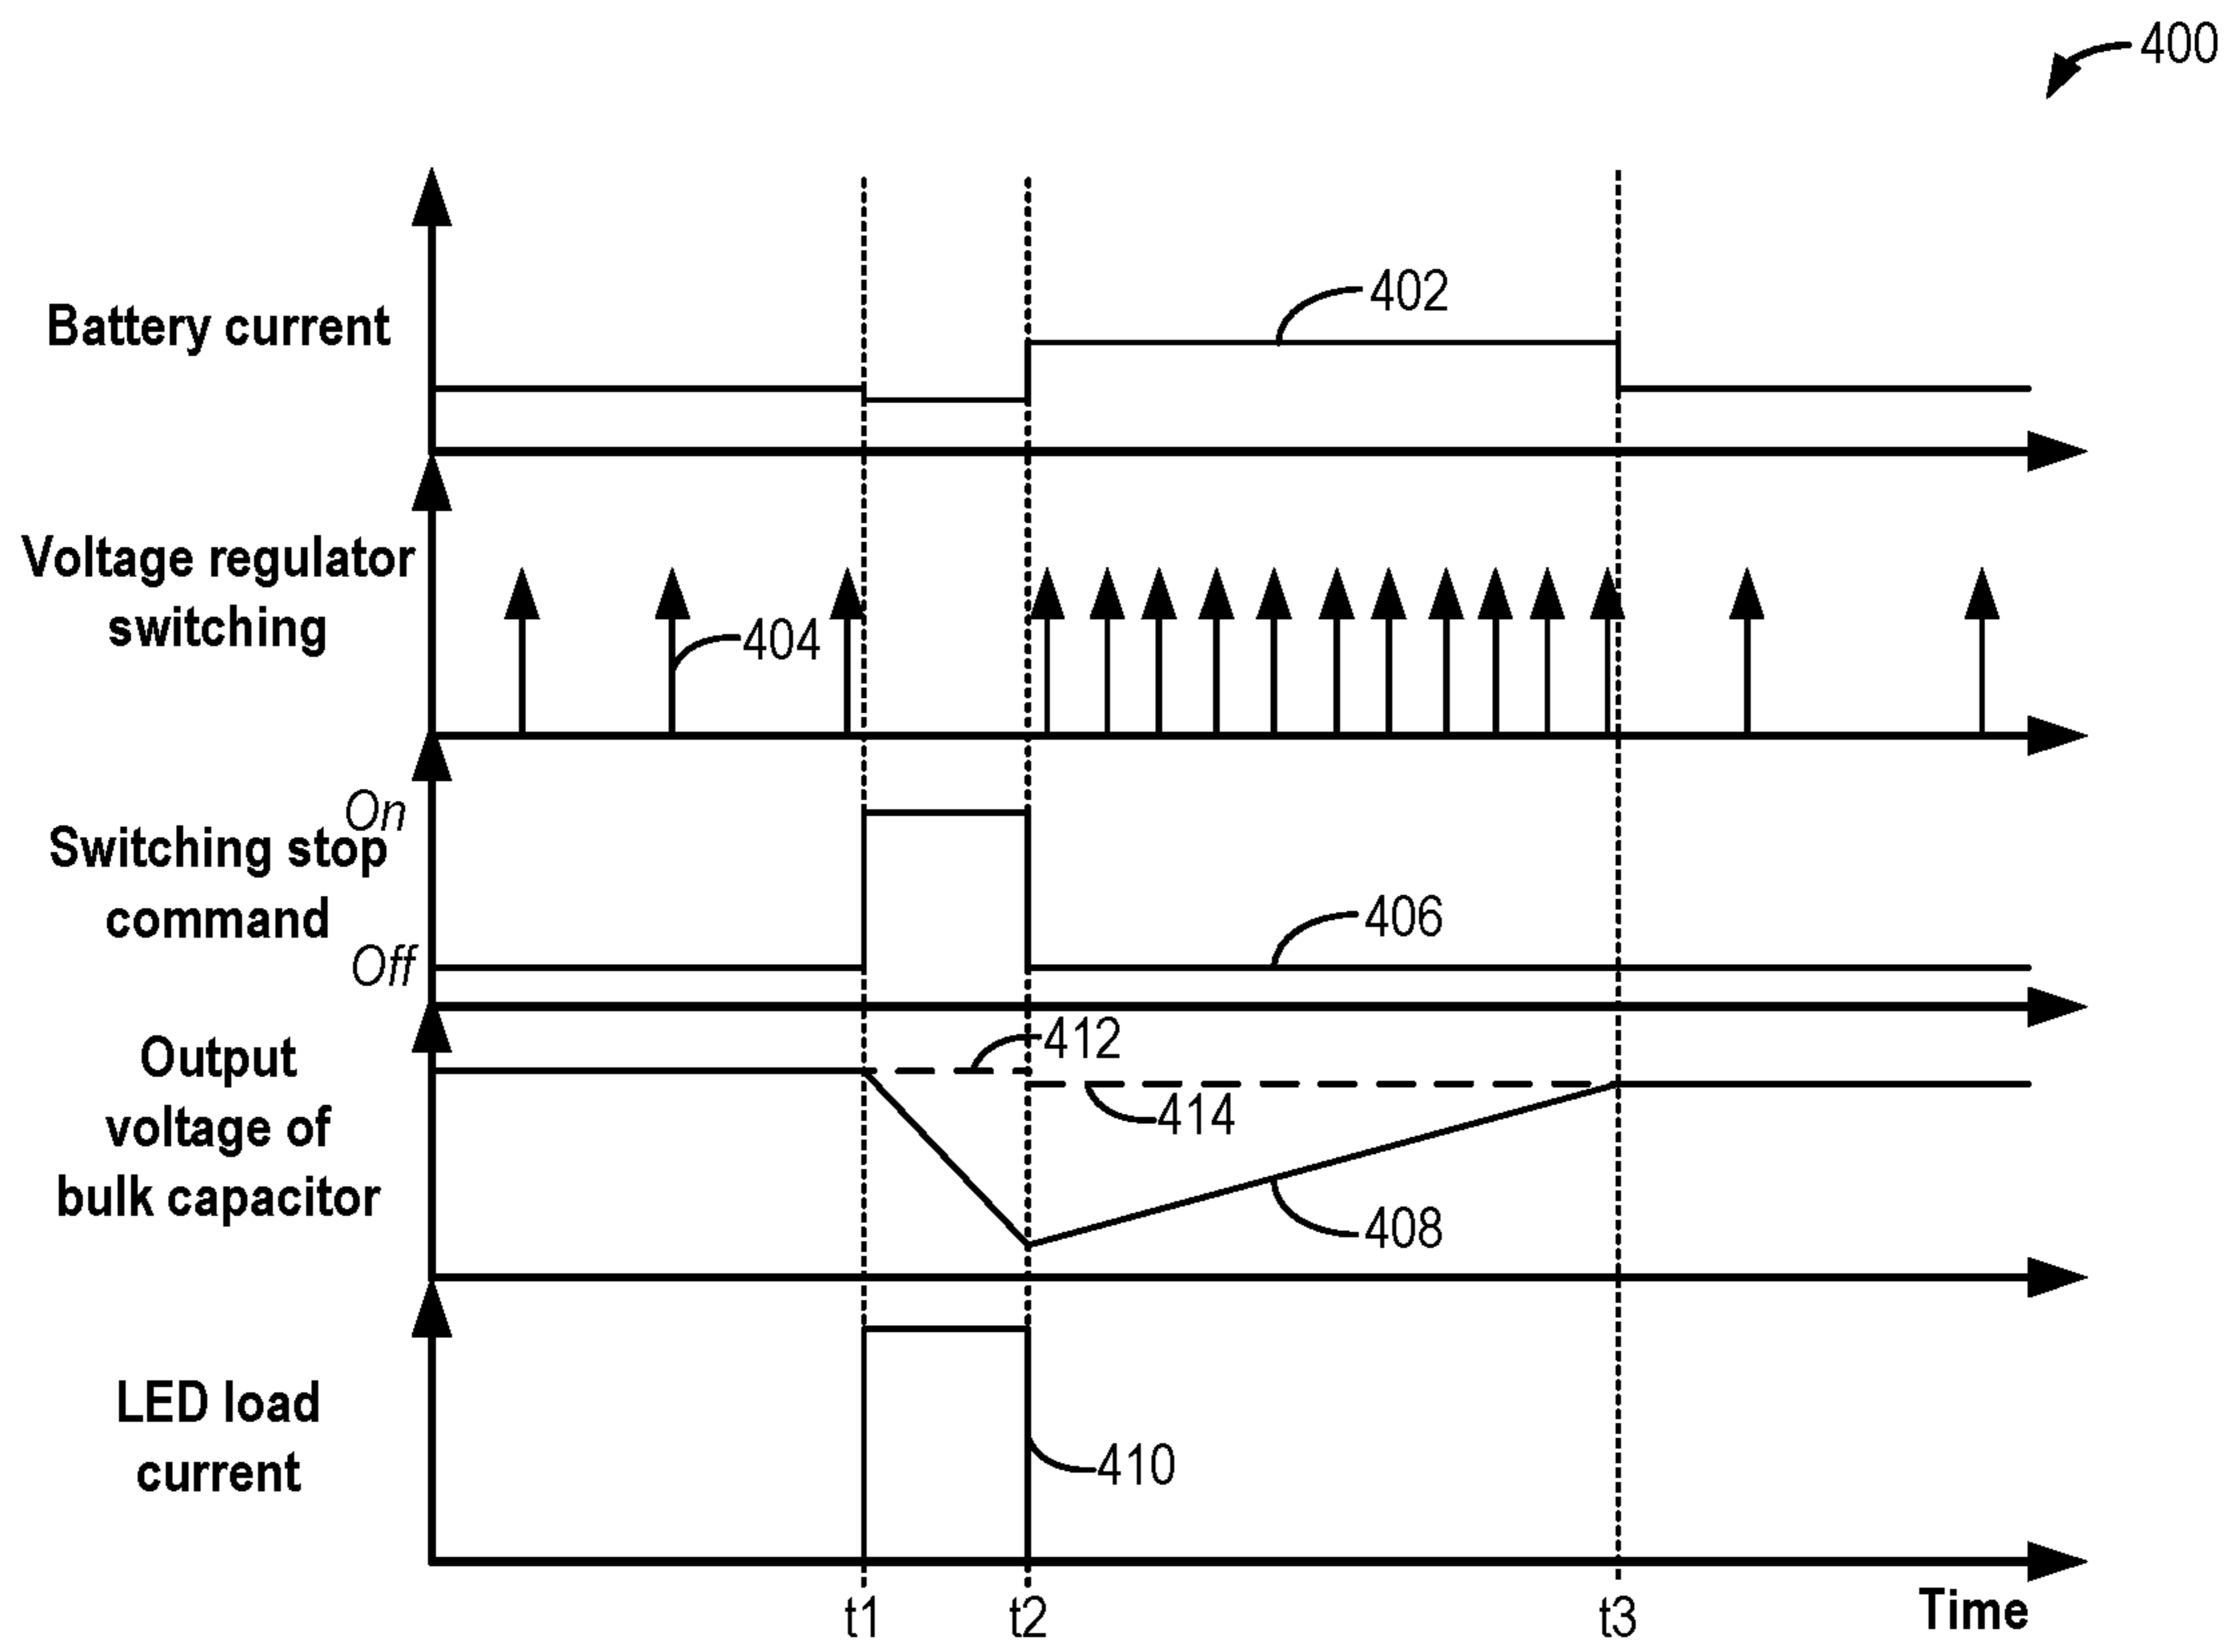 400
402
Battery current
Voltage regulator
switching
404
On
Switching stop
command
406
Off
412
Output
voltage of
bulk capacitor
414
408
LED load
current
410
t1
t2
t3
Time